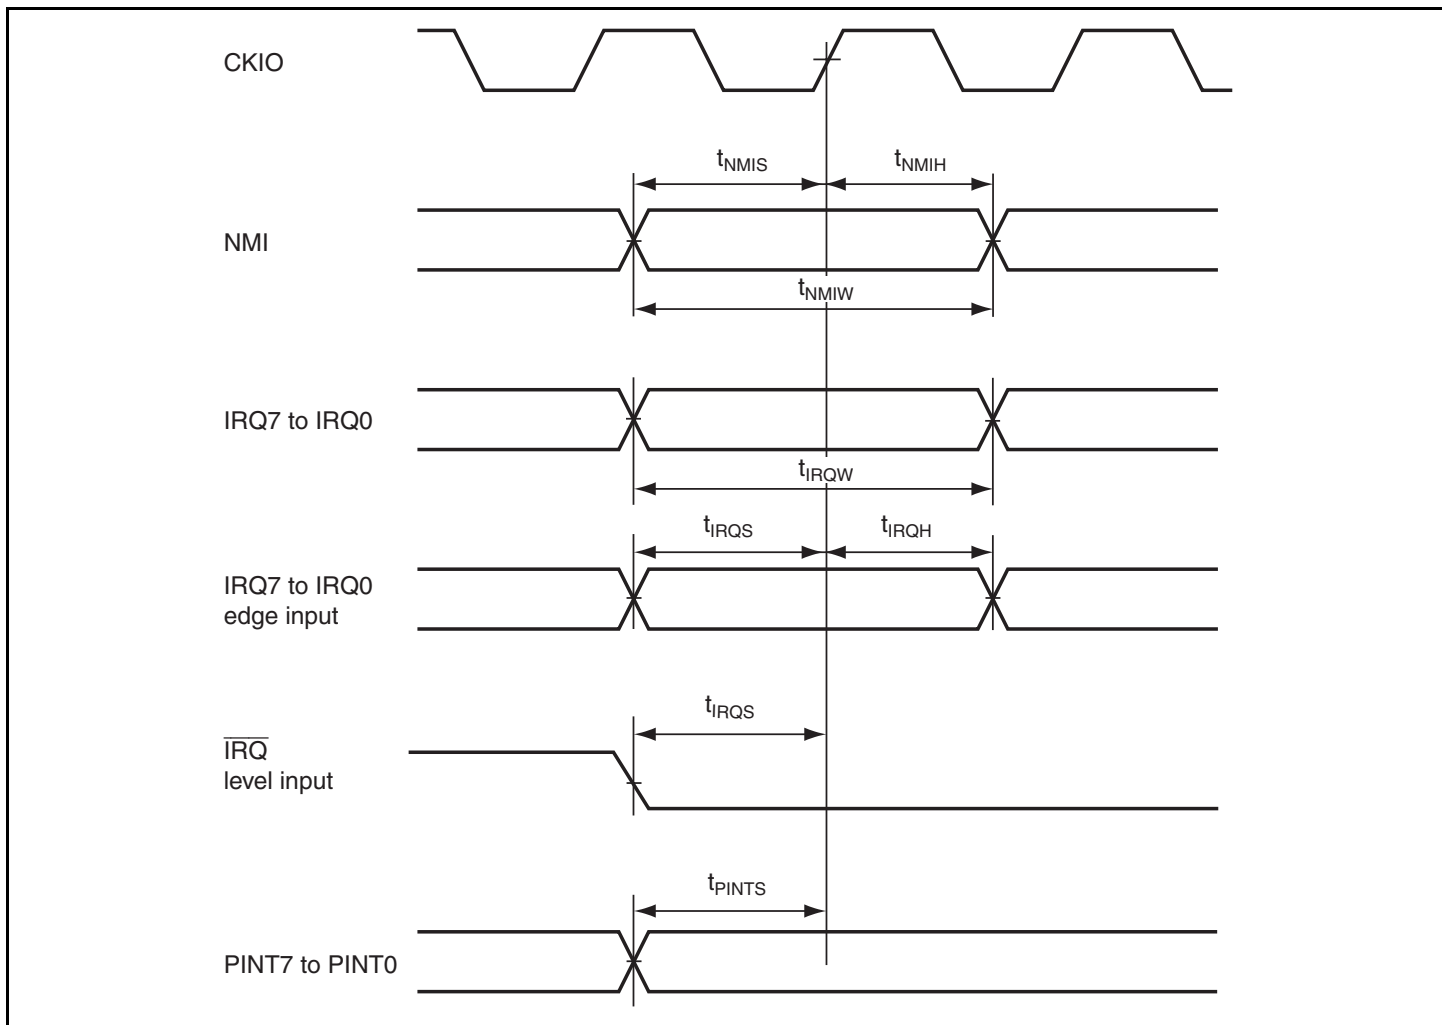 CKIO
tNMIS
tNMIH
NMI
tNMIW
IRQ7 to IRQ0
tIRQW
tIRQS
tIRQH
IRQ7 to IRQ0
edge input
tIRQS
IRQ
level input
tPINTS
PINT7 to PINT0